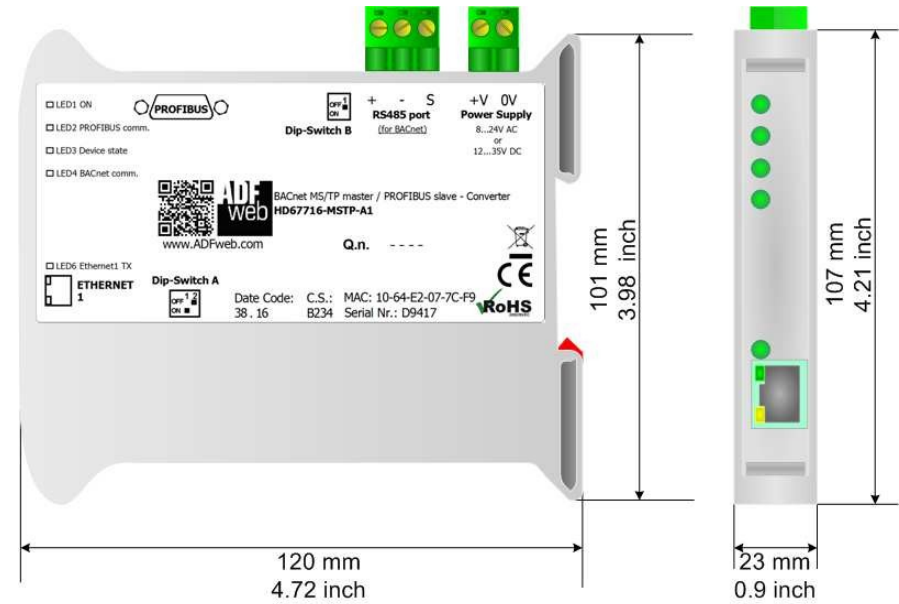 LED1 ON
PROFIBUS
OFF 1
ON
+ - S
+V 0V
RS485 port
Power Supply
LED2 PROFIBUS comm.
Dip-Switch B
(for BACnet)
8...24V AC
or
12...35V DC
LED3 Device state
LED4 BACnet comm.
ADF
web
BACnet MS/TP master / PROFIBUS slave - Converter
HD67716-MSTP-A1
www.ADFweb.com
Q.n. - - - -
LED6 Ethernet1 TX
ETHERNET
1
Dip-Switch A
OFF 1 2
ON
Date Code: C.S.: MAC: 10-64-E2-07-7C-F9
38 . 16 B234 Serial Nr.: D9417
CE
RoHS
101 mm
3.98 inch
107 mm
4.21 inch
120 mm
4.72 inch
23 mm
0.9 inch